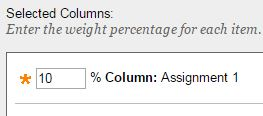 Selected Columns:
Enter the weight percentage for each item.
10 % Column: Assignment 1